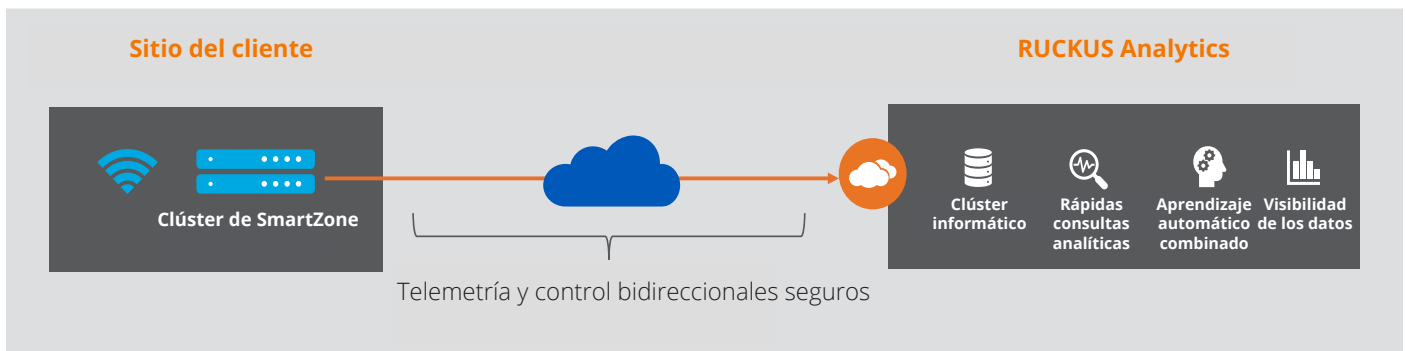 Sitio del cliente
RUCKUS Analytics
Clúster de SmartZone
Clúster
informático
Rápidas
consultas
analíticas
Aprendizaje
automático
combinado
Visibilidad
de los datos
Telemetría y control bidireccionales seguros